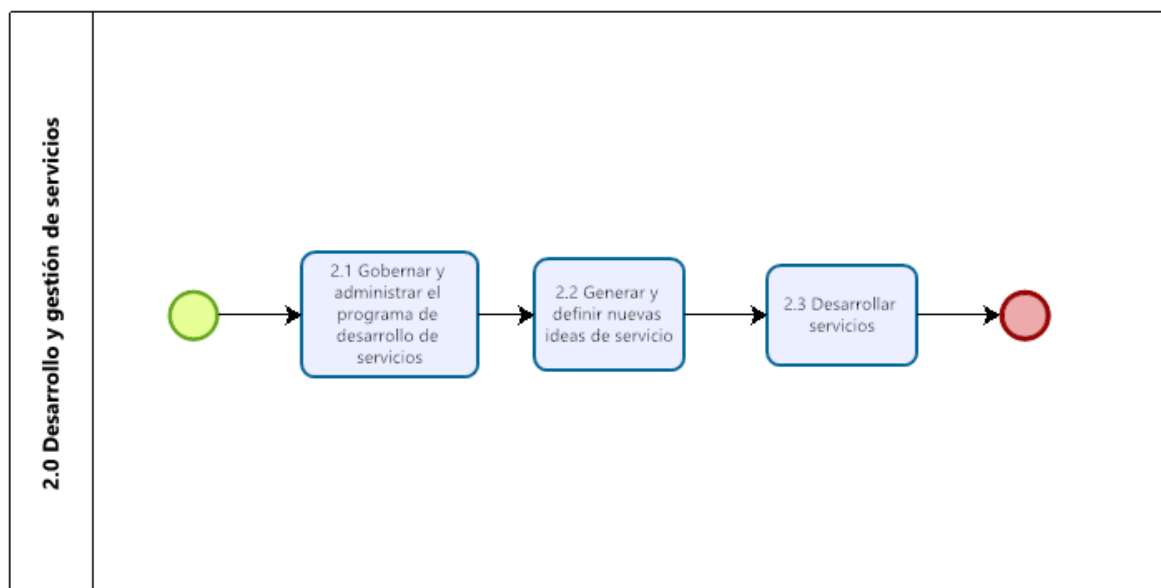 2.0 Desarrollo y gestión de servicios
2.1 Gobernar y
administrar el
programa de
desarrollo de
servicios
2.2 Generar y
definir nuevas
ideas de servicio
2.3 Desarrollar
servicios